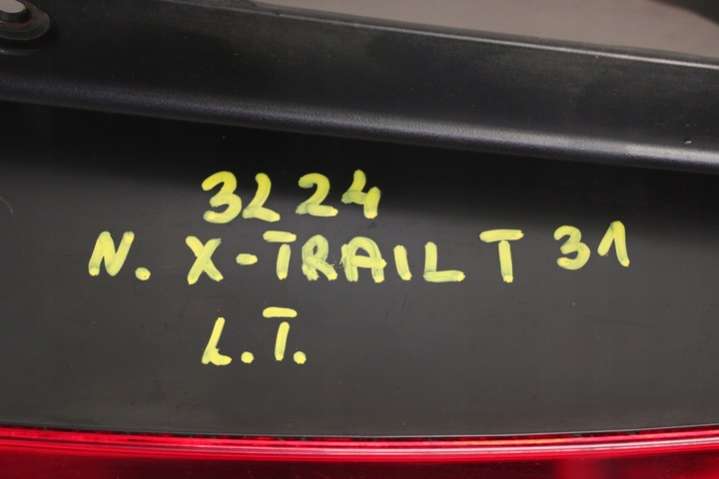 3L24
N. X-TRAIL T31
L.T.